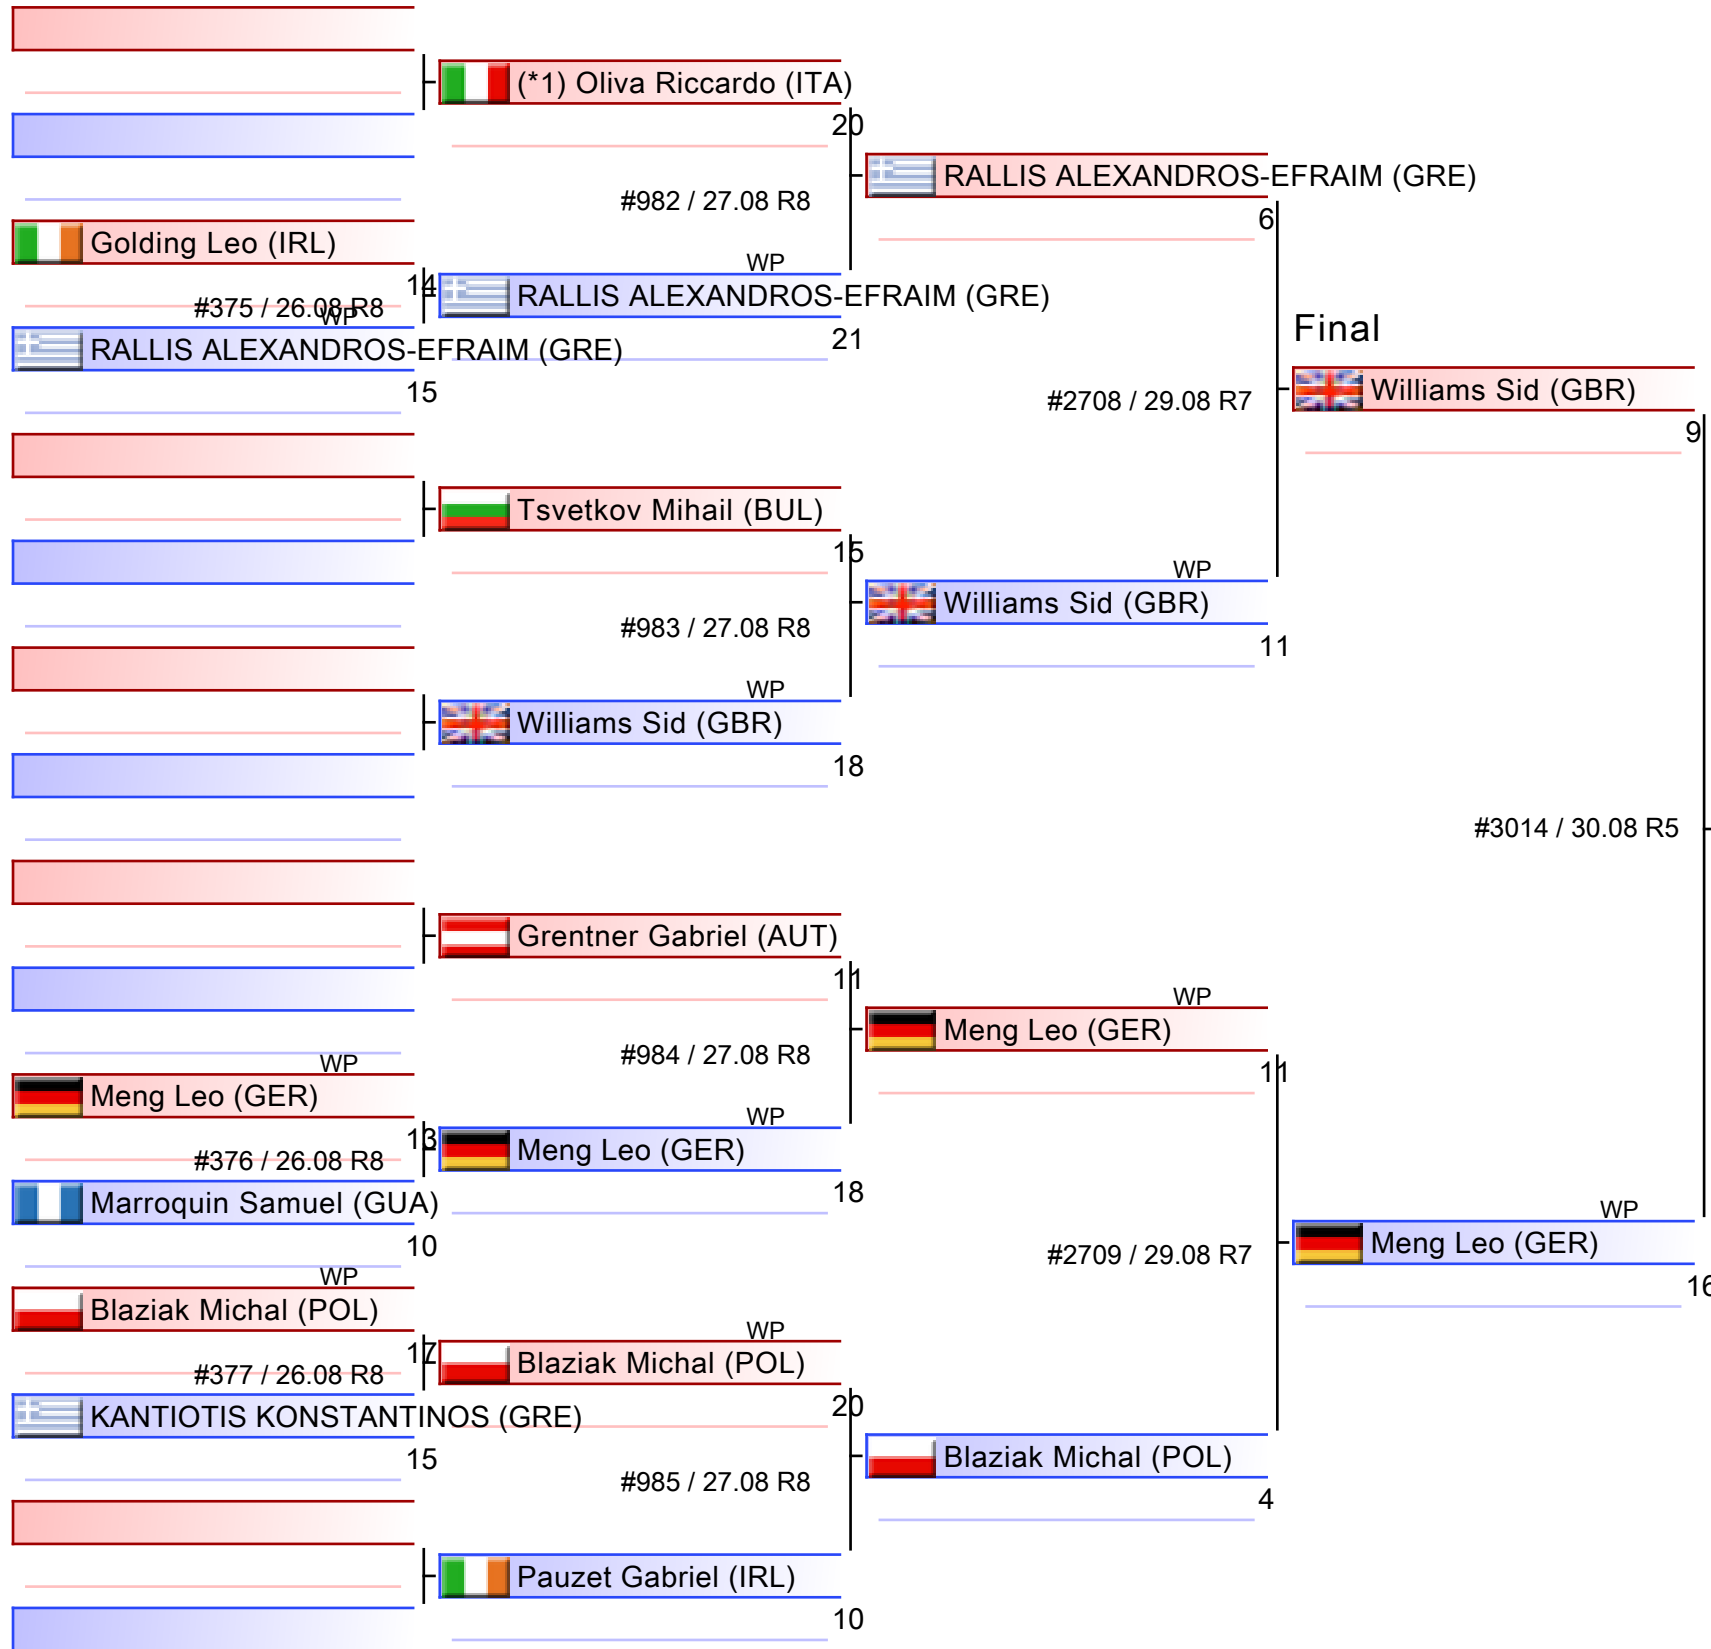 (*1) Oliva Riccardo (ITA)
20
RALLIS ALEXANDROS-EFRAIM (GRE)
6
#982 / 27.08 R8
Golding Leo (IRL)
14
WP
#375 / 26.08 R8
WP
RALLIS ALEXANDROS-EFRAIM (GRE)
21
RALLIS ALEXANDROS-EFRAIM (GRE)
15
Final
Williams Sid (GBR)
9
#2708 / 29.08 R7
Tsvetkov Mihail (BUL)
15
WP
Williams Sid (GBR)
11
#983 / 27.08 R8
WP
Williams Sid (GBR)
18
#3014 / 30.08 R5
Grentner Gabriel (AUT)
11
WP
Meng Leo (GER)
11
#984 / 27.08 R8
WP
Meng Leo (GER)
13
WP
Meng Leo (GER)
18
#376 / 26.08 R8
Marroquin Samuel (GUA)
10
WP
Meng Leo (GER)
16
#2709 / 29.08 R7
WP
Blaziak Michal (POL)
17
WP
Blaziak Michal (POL)
20
#377 / 26.08 R8
KANTIOTIS KONSTANTINOS (GRE)
15
Blaziak Michal (POL)
4
#985 / 27.08 R8
Pauzet Gabriel (IRL)
10